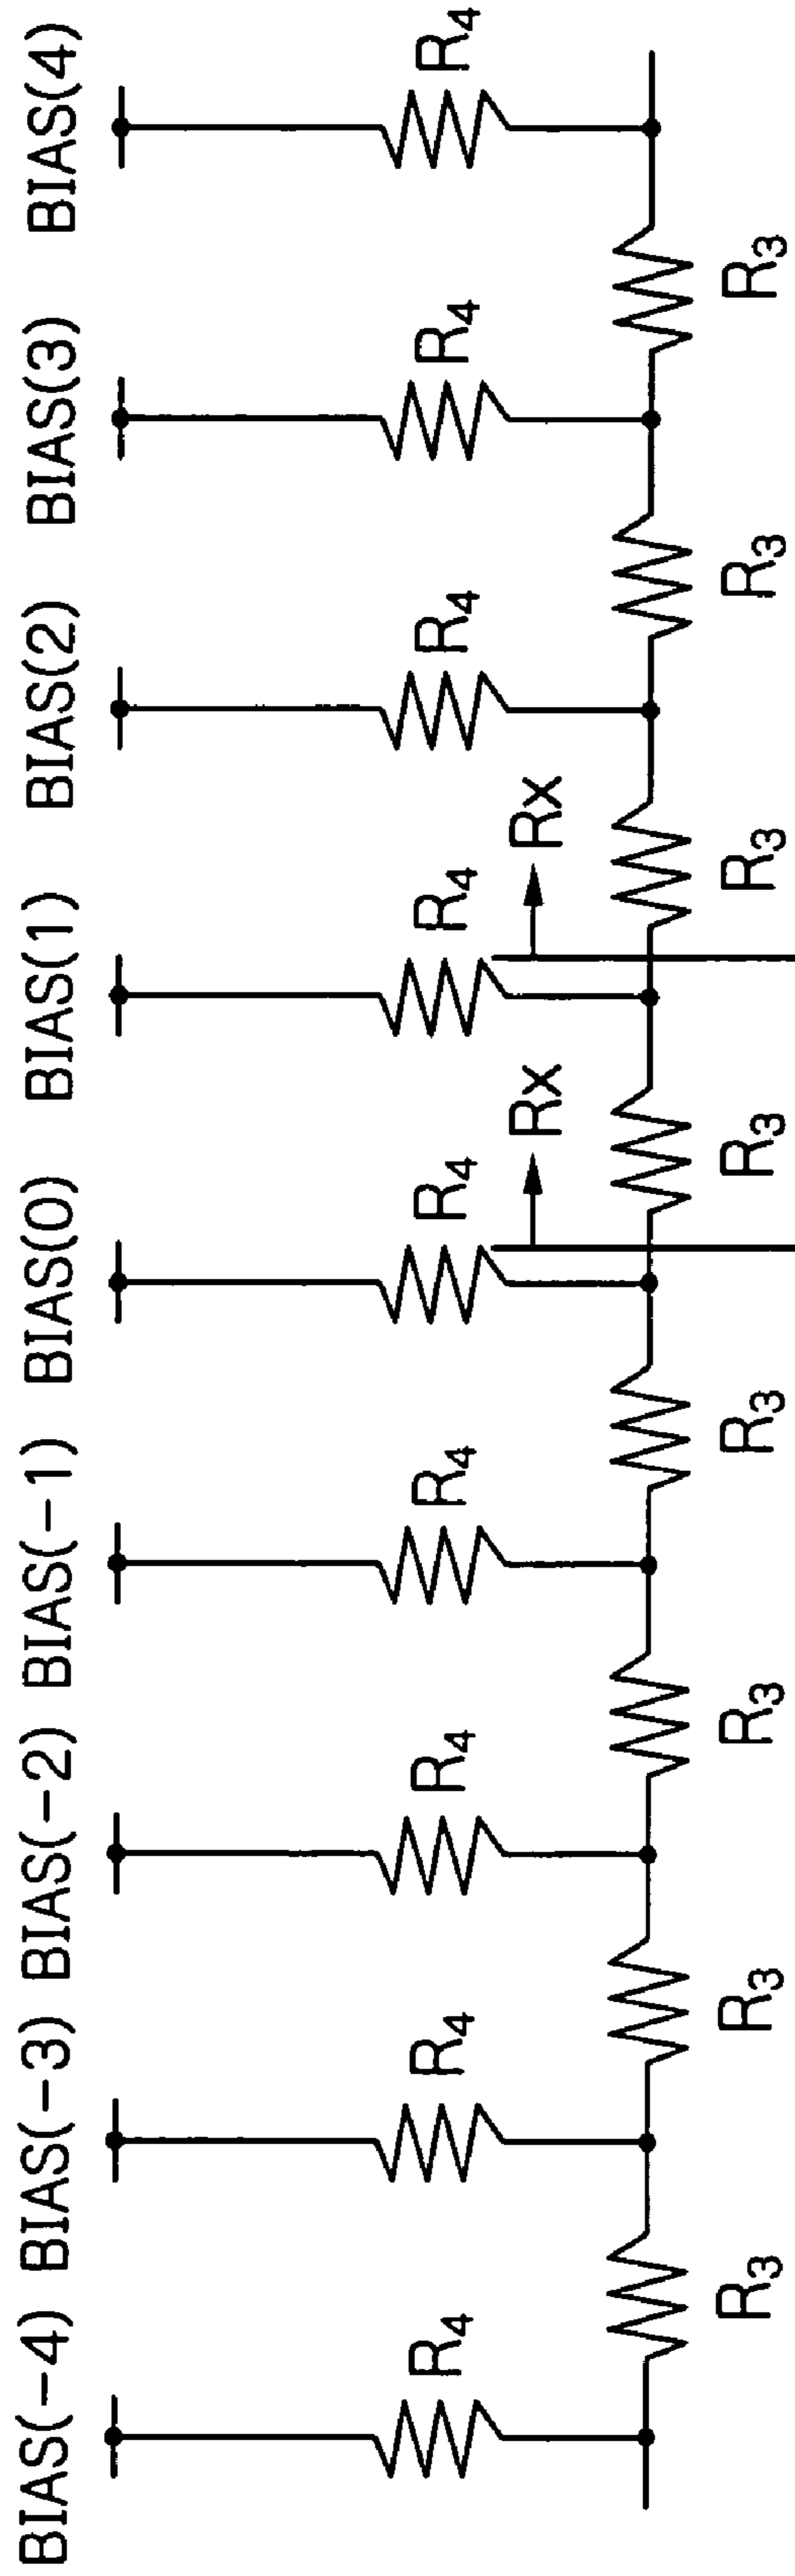 BIAS(-4) BIAS(-3) BIAS(-2) BIAS(-1) BIAS(0) BIAS(1) BIAS(2) BIAS(3) BIAS(4)
R4 R4 R4 R4 R4 R4 R4 R4 R4
Rx Rx
R3 R3 R3 R3 R3 R3 R3 R3